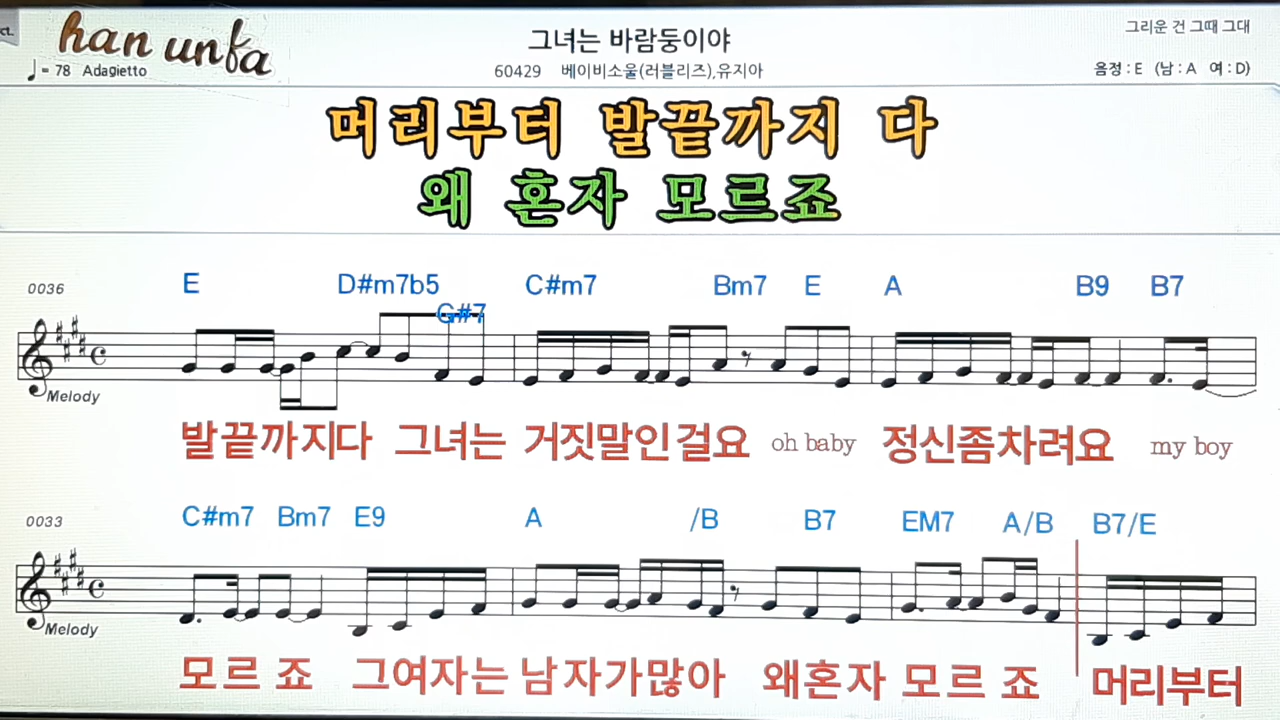 ct.
han unfa
♩= 78 Adagietto
그녀는 바람둥이야
60429 베이비소울(러블리즈),유지아
그리운 건 그때 그대
음정 : E (남 : A 여 : D)
머리부터 발끝까지 다
왜 혼자 모르죠
0036 E D#m7b5 G#7 C#m7 Bm7 E A B9 B7
Melody
발끝까지다 그녀는 거짓말인걸요 oh baby 정신좀차려요 my boy
0033 C#m7 Bm7 E9 A /B B7 EM7 A/B B7/E
Melody
모르 죠 그여자는 남자가많아 왜혼자 모르 죠 머리부터